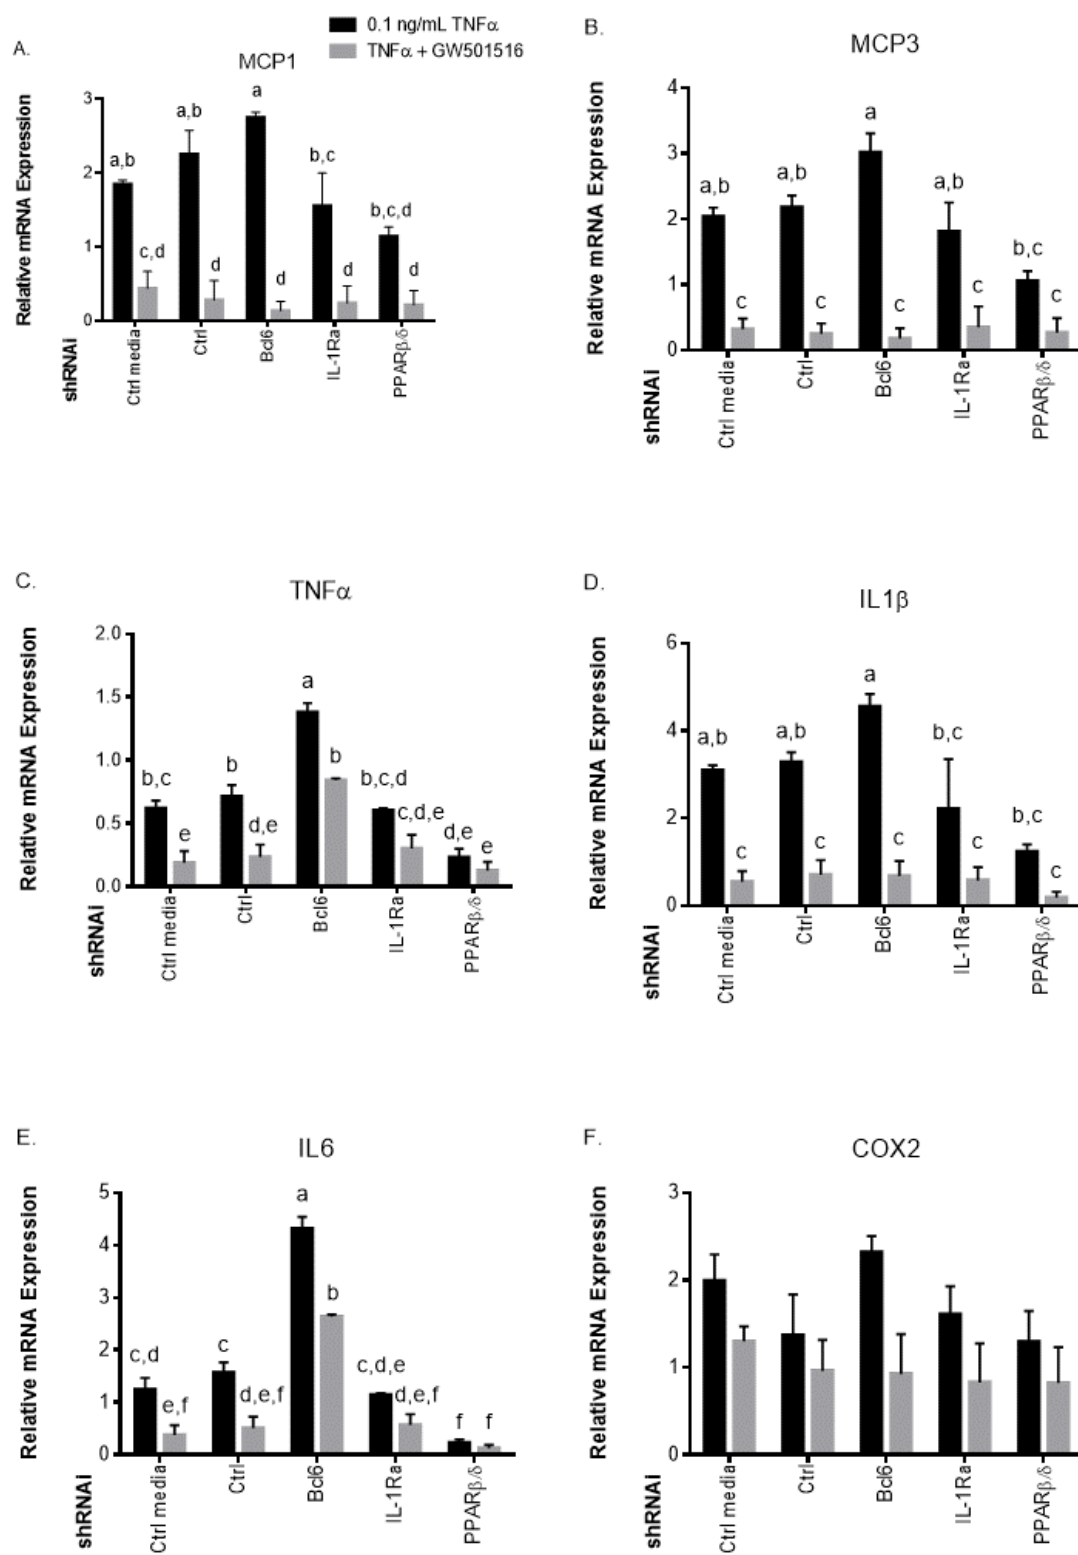 A.
0.1 ng/mL TNFα
TNFα + GW501516
MCP1
Relative mRNA Expression
3
2
1
0
a,b
c,d
a,b
d
a
d
b,c
d
b,c,d
d
shRNAi
Ctrl media
Ctrl
Bcl6
IL-1Ra
PPARβ/δ
B.
MCP3
Relative mRNA Expression
4
3
2
1
0
a,b
c
a,b
c
a
c
a,b
c
b,c
c
shRNAi
Ctrl media
Ctrl
Bcl6
IL-1Ra
PPARβ/δ
C.
TNFα
Relative mRNA Expression
2.0
1.5
1.0
0.5
0.0
b,c
e
b
d,e
a
b
b,c,d
c,d,e
d,e
e
shRNAi
Ctrl media
Ctrl
Bcl6
IL-1Ra
PPARβ/δ
D.
IL1β
Relative mRNA Expression
6
4
2
0
a,b
c
a,b
c
a
c
b,c
c
b,c
c
shRNAi
Ctrl media
Ctrl
Bcl6
IL-1Ra
PPARβ/δ
E.
IL6
Relative mRNA Expression
5
4
3
2
1
0
c,d
e,f
c
d,e,f
a
b
c,d,e
d,e,f
f
f
shRNAi
Ctrl media
Ctrl
Bcl6
IL-1Ra
PPARβ/δ
F.
COX2
Relative mRNA Expression
3
2
1
0
shRNAi
Ctrl media
Ctrl
Bcl6
IL-1Ra
PPARβ/δ